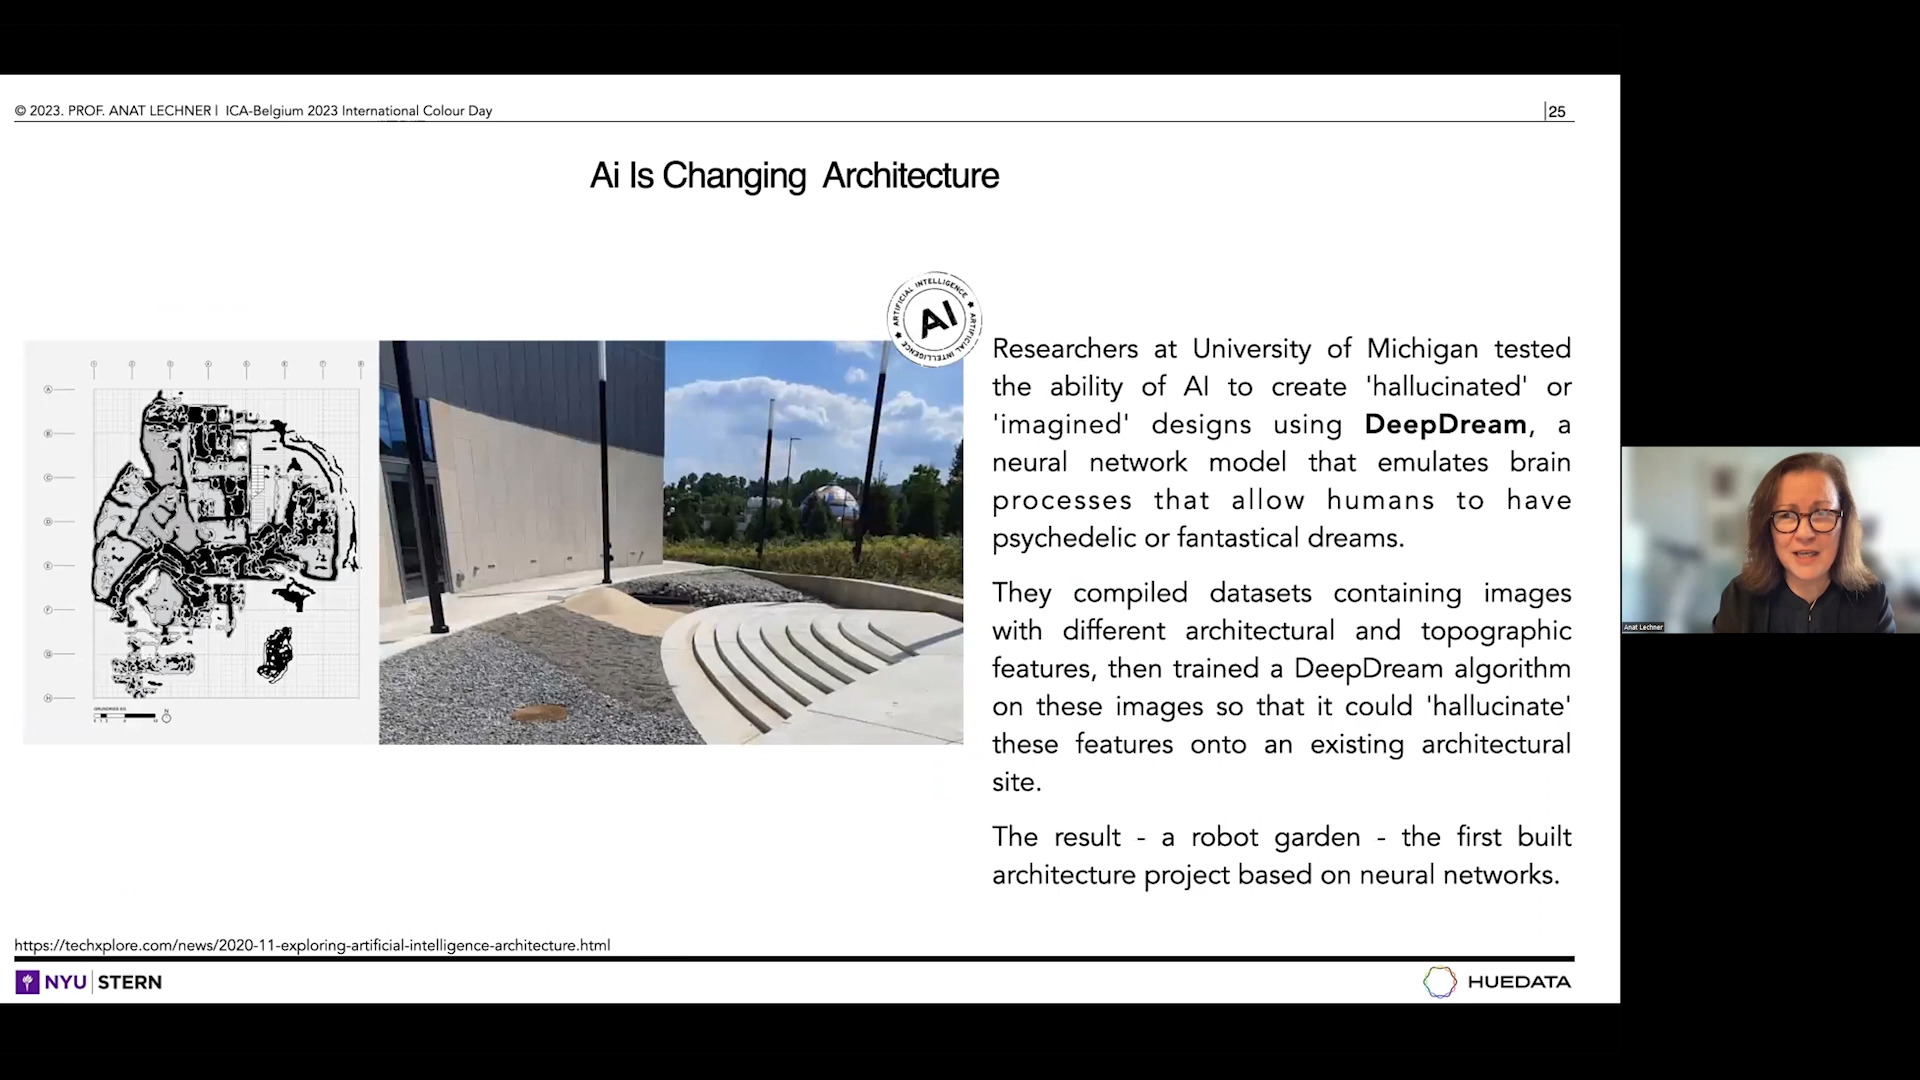 © 2023. PROF. ANAT LECHNER | ICA-Belgium 2023 International Colour Day
|25
Ai Is Changing Architecture
ARTIFICIAL INTELLIGENCE ★ ARTIFICIAL INTELLIGENCE ★
AI
Researchers at University of Michigan tested
the ability of AI to create 'hallucinated' or
'imagined' designs using DeepDream, a
neural network model that emulates brain
processes that allow humans to have
psychedelic or fantastical dreams.
They compiled datasets containing images
with different architectural and topographic
features, then trained a DeepDream algorithm
on these images so that it could 'hallucinate'
these features onto an existing architectural
site.
The result - a robot garden - the first built
architecture project based on neural networks.
Anat Lechner
https://techxplore.com/news/2020-11-exploring-artificial-intelligence-architecture.html
NYU | STERN
HUEDATA